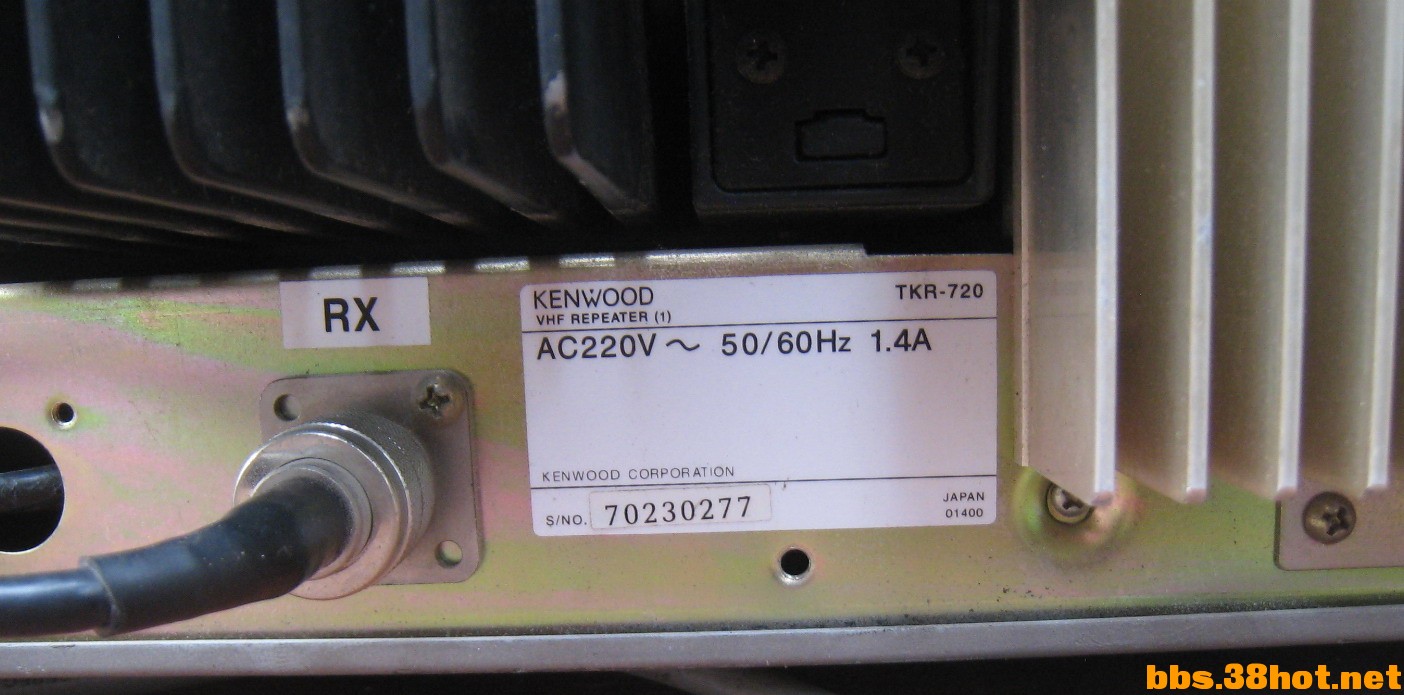 RX
KENWOOD TKR-720
VHF REPEATER (1)
AC220V ~ 50/60Hz 1.4A
KENWOOD CORPORATION
S/NO. 70230277
JAPAN
01400
bbs.38hot.net